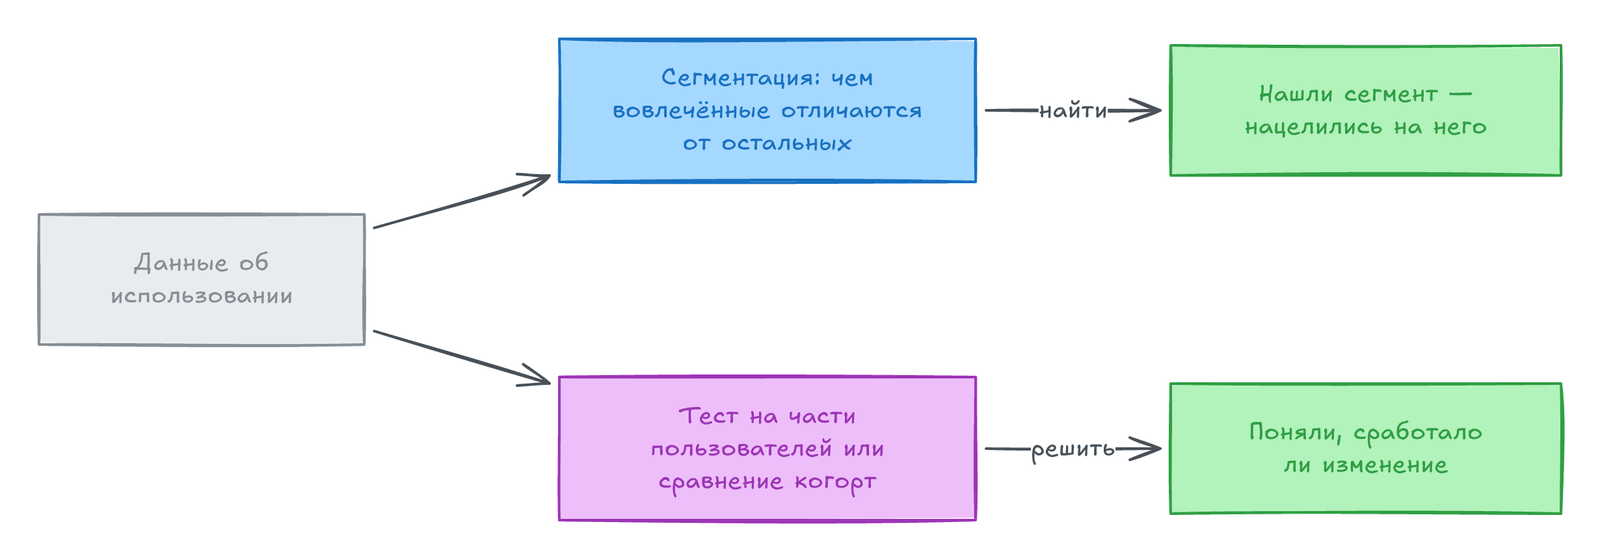 Данные об
использовании
Сегментация: чем
вовлечённые отличаются
от остальных
найти
Нашли сегмент —
нацелились на него
Тест на части
пользователей или
сравнение когорт
решить
Поняли, сработало
ли изменение